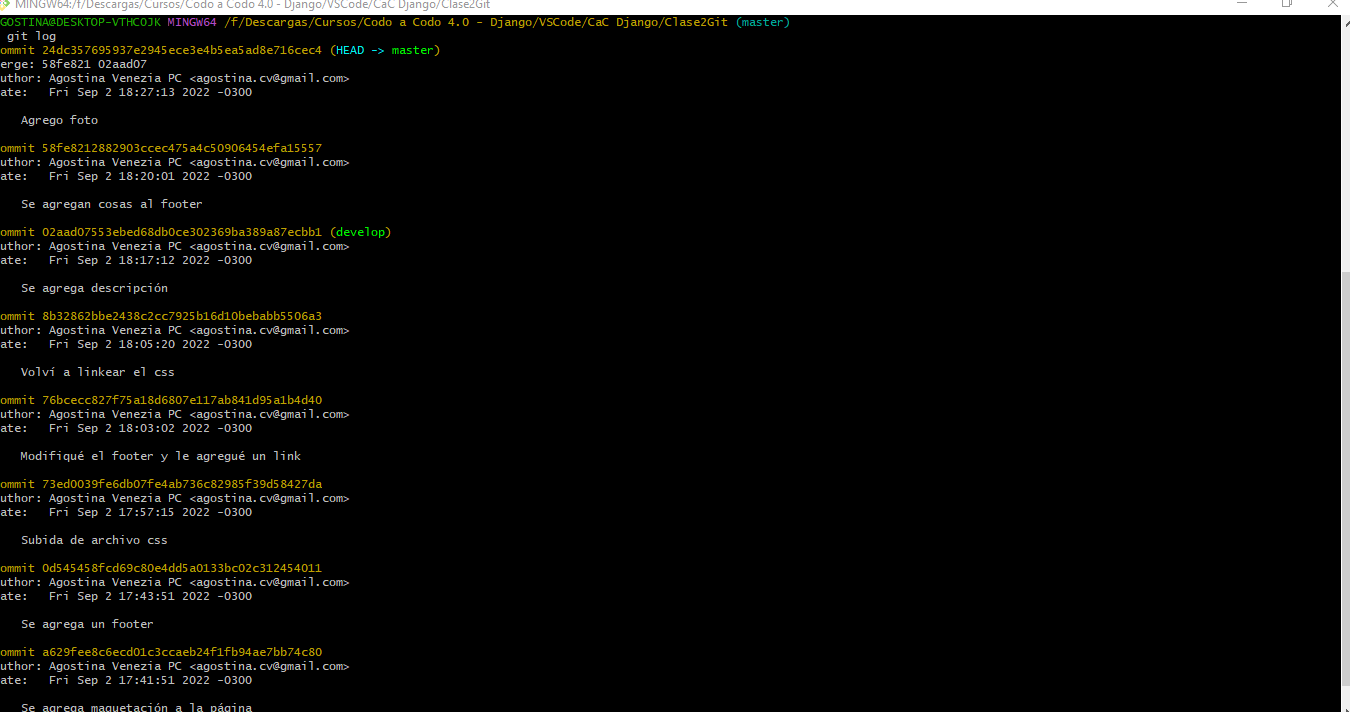 MINGW64:/f/Descargas/Cursos/Codo a Codo 4.0 - Django/VSCode/CaC Django/Clase2Git
GOSTINA@DESKTOP-VTHCOJK MINGW64 /f/Descargas/Cursos/Codo a Codo 4.0 - Django/VSCode/CaC Django/Clase2Git (master)
git log
ommit 24dc357695937e2945ece3e4b5ea5ad8e716cec4 (HEAD -> master)
erge: 58fe821 02aad07
uthor: Agostina Venezia PC <agostina.cv@gmail.com>
ate:   Fri Sep 2 18:27:13 2022 -0300
Agrego foto
ommit 58fe8212882903ccec475a4c50906454efa15557
uthor: Agostina Venezia PC <agostina.cv@gmail.com>
ate:   Fri Sep 2 18:20:01 2022 -0300
Se agregan cosas al footer
ommit 02aad07553ebed68db0ce302369ba389a87ecbb1 (develop)
uthor: Agostina Venezia PC <agostina.cv@gmail.com>
ate:   Fri Sep 2 18:17:12 2022 -0300
Se agrega descripción
ommit 8b32862bbe2438c2cc7925b16d10bebabb5506a3
uthor: Agostina Venezia PC <agostina.cv@gmail.com>
ate:   Fri Sep 2 18:05:20 2022 -0300
Volví a linkear el css
ommit 76bcecc827f75a18d6807e117ab841d95a1b4d40
uthor: Agostina Venezia PC <agostina.cv@gmail.com>
ate:   Fri Sep 2 18:03:02 2022 -0300
Modifiqué el footer y le agregué un link
ommit 73ed0039fe6db07fe4ab736c82985f39d58427da
uthor: Agostina Venezia PC <agostina.cv@gmail.com>
ate:   Fri Sep 2 17:57:15 2022 -0300
Subida de archivo css
ommit 0d545458fcd69c80e4dd5a0133bc02c312454011
uthor: Agostina Venezia PC <agostina.cv@gmail.com>
ate:   Fri Sep 2 17:43:51 2022 -0300
Se agrega un footer
ommit a629fee8c6ecd01c3ccaeb24f1fb94ae7bb74c80
uthor: Agostina Venezia PC <agostina.cv@gmail.com>
ate:   Fri Sep 2 17:41:51 2022 -0300
Se agrega maquetación a la página